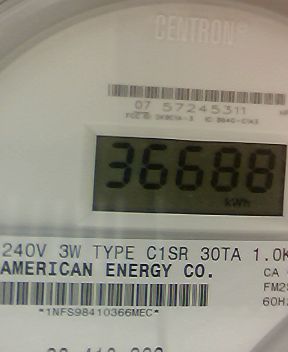 CENTRON®
07 57245311
36688
kWh
240V 3W TYPE C1SR 30TA 1.0K
AMERICAN ENERGY CO.
CA
FM2S
60H
*1NFS98410366MEC*